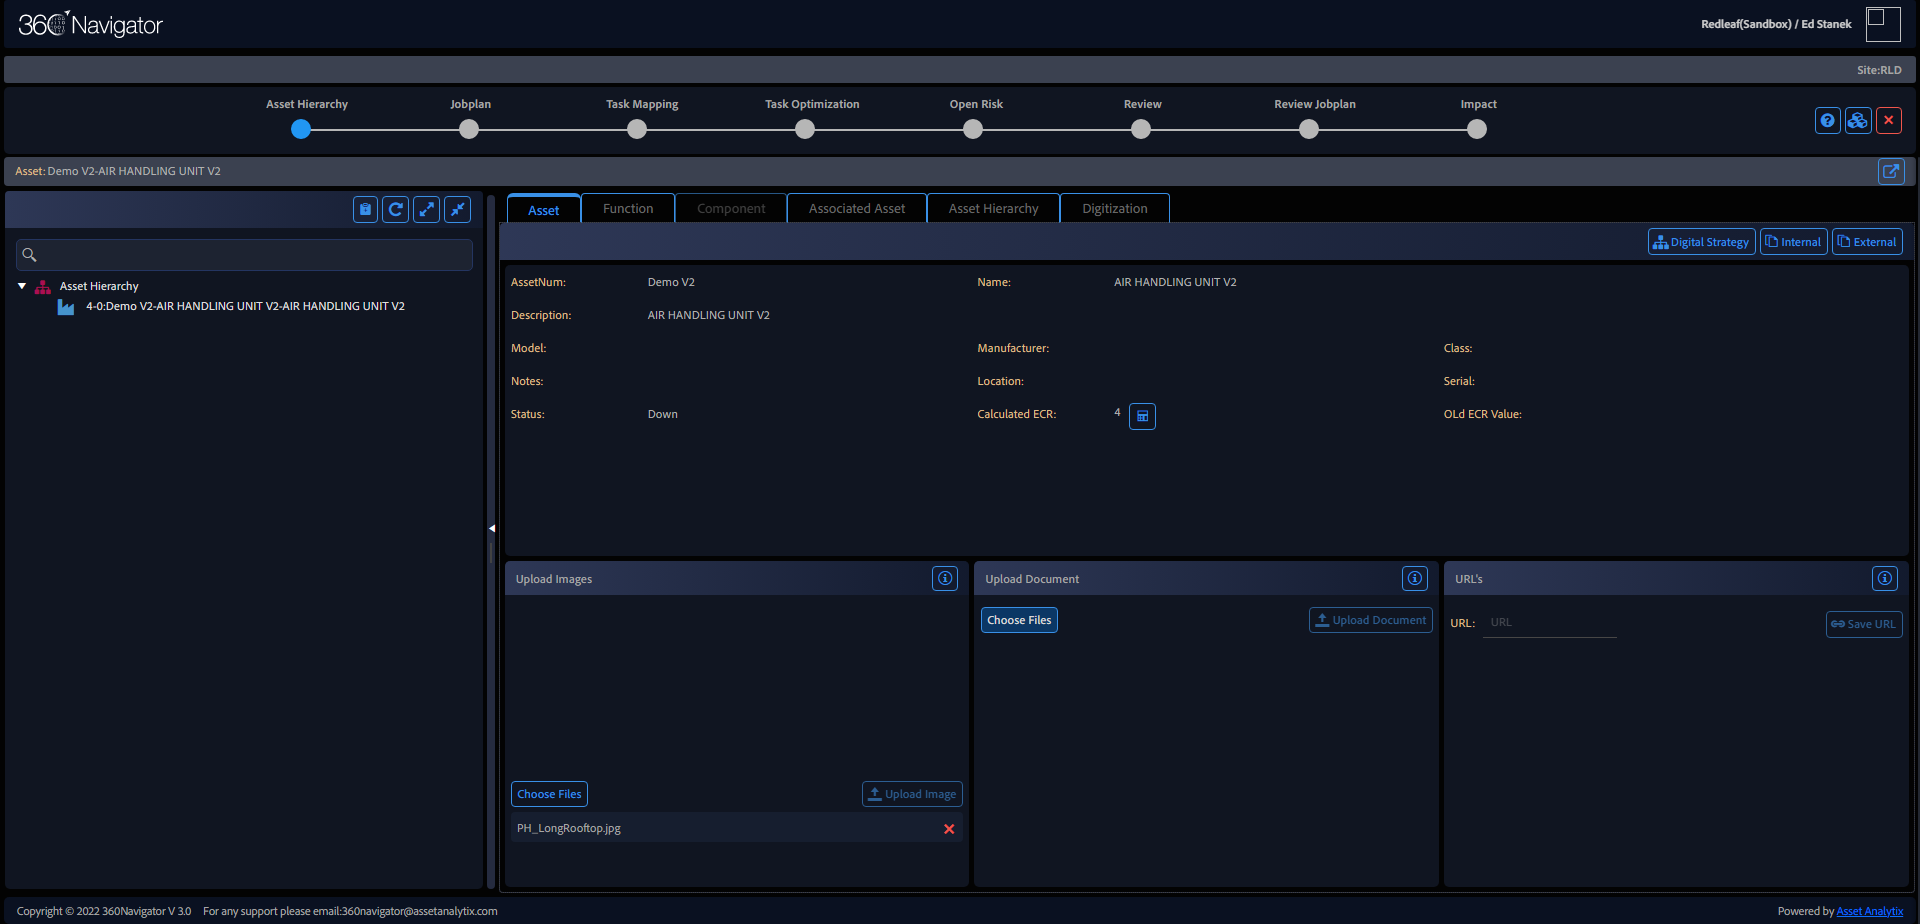 360 Navigator
Redleaf(Sandbox) / Ed Stanek
Site:RLD
Asset Hierarchy
Jobplan
Task Mapping
Task Optimization
Open Risk
Review
Review Jobplan
Impact
Asset: Demo V2-AIR HANDLING UNIT V2
Asset
Function
Component
Associated Asset
Asset Hierarchy
Digitization
Digital Strategy
Internal
External
Asset Hierarchy
4-0:Demo V2-AIR HANDLING UNIT V2-AIR HANDLING UNIT V2
AssetNum: Demo V2 Name: AIR HANDLING UNIT V2
Description: AIR HANDLING UNIT V2
Model: Manufacturer: Class:
Notes: Location: Serial:
Status: Down Calculated ECR: 4 OLd ECR Value:
Upload Images
Choose Files
Upload Image
PH_LongRooftop.jpg
Upload Document
Choose Files
Upload Document
URL's
URL: URL
Save URL
Copyright © 2022 360Navigator V 3.0 For any support please email:360navigator@assetanalytix.com
Powered by Asset Analytix